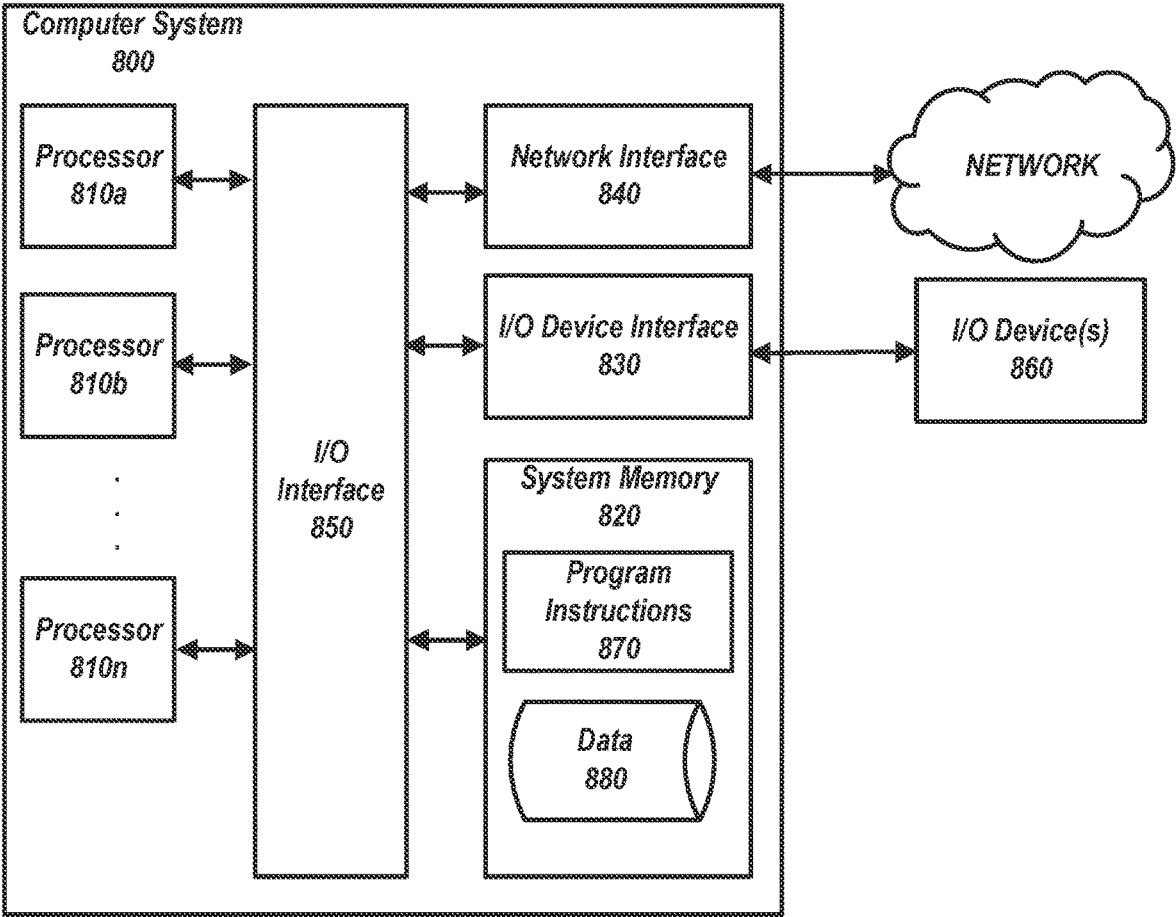 Computer System
800
Processor
810a
Processor
810b
Processor
810n
I/O
Interface
850
Network Interface
840
I/O Device Interface
830
System Memory
820
Program
Instructions
870
Data
880
NETWORK
I/O Device(s)
860